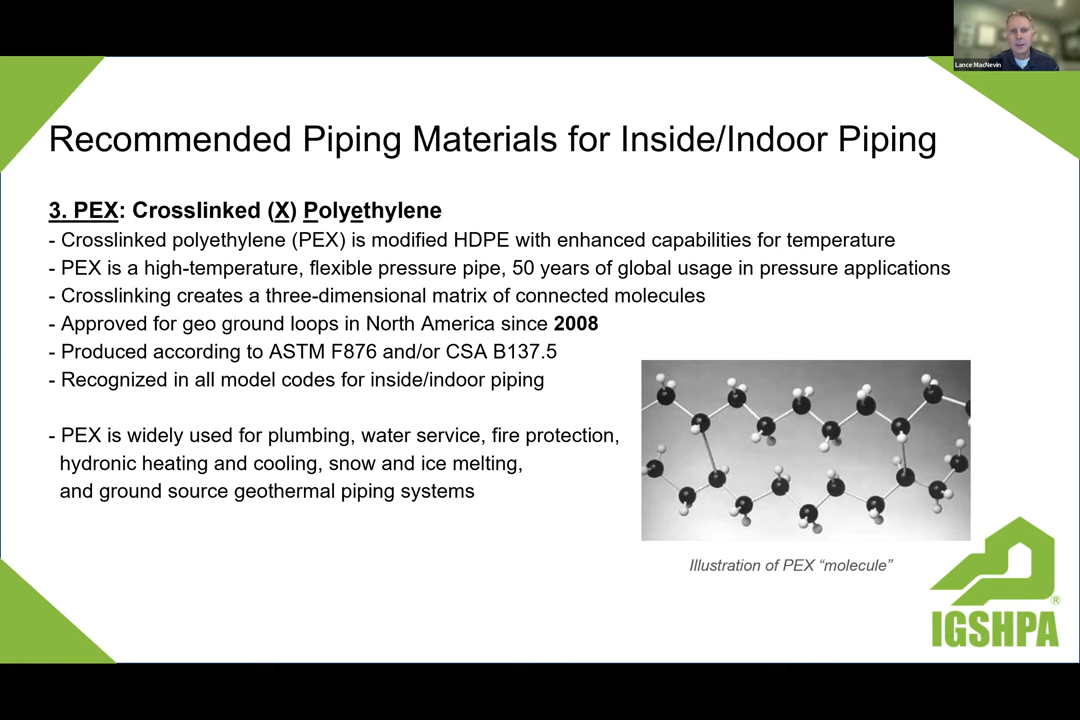 Lance MacNevin
Recommended Piping Materials for Inside/Indoor Piping
3. PEX: Crosslinked (X) Polyethylene
- Crosslinked polyethylene (PEX) is modified HDPE with enhanced capabilities for temperature
- PEX is a high-temperature, flexible pressure pipe, 50 years of global usage in pressure applications
- Crosslinking creates a three-dimensional matrix of connected molecules
- Approved for geo ground loops in North America since 2008
- Produced according to ASTM F876 and/or CSA B137.5
- Recognized in all model codes for inside/indoor piping
- PEX is widely used for plumbing, water service, fire protection,
hydronic heating and cooling, snow and ice melting,
and ground source geothermal piping systems
Illustration of PEX “molecule”
®
IGSHPA